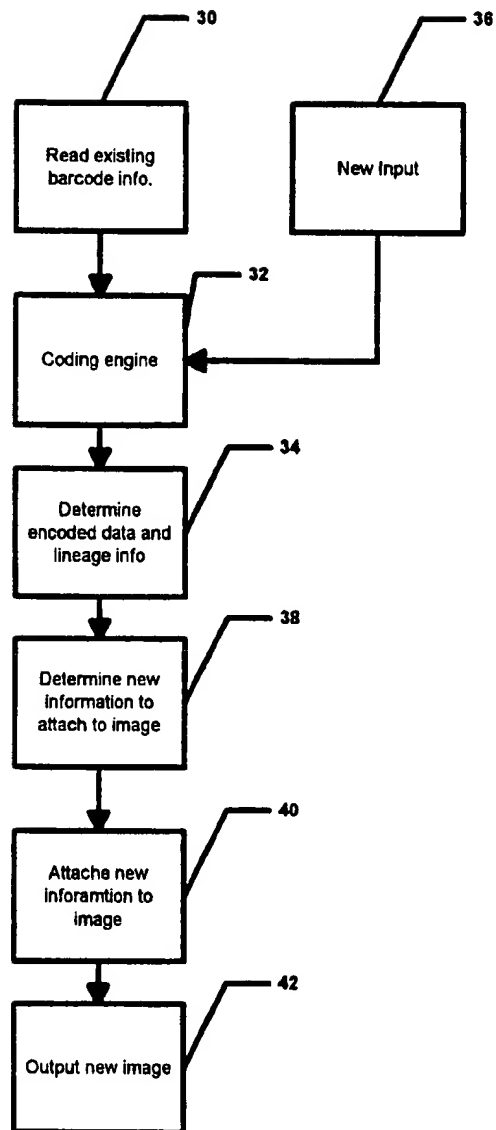 30
36
Read existing
barcode info.
New Input
32
Coding engine
34
Determine
encoded data and
lineage info
38
Determine new
information to
attach to image
40
Attache new
inforamtion to
image
42
Output new image